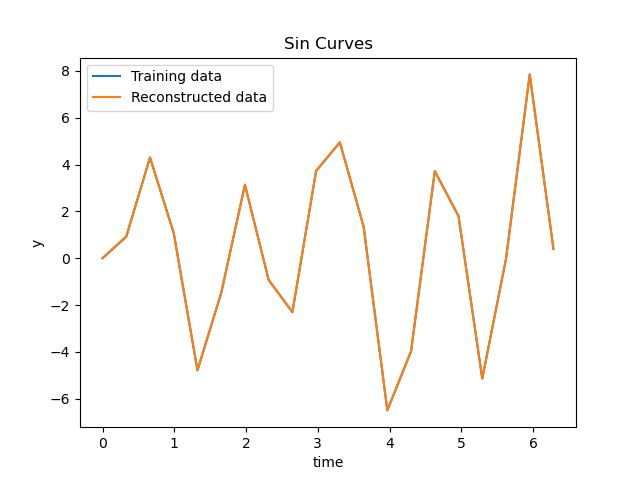 Sin Curves
Training data
Reconstructed data
8
6
4
2
0
−2
−4
−6
y
0 1 2 3 4 5 6
time